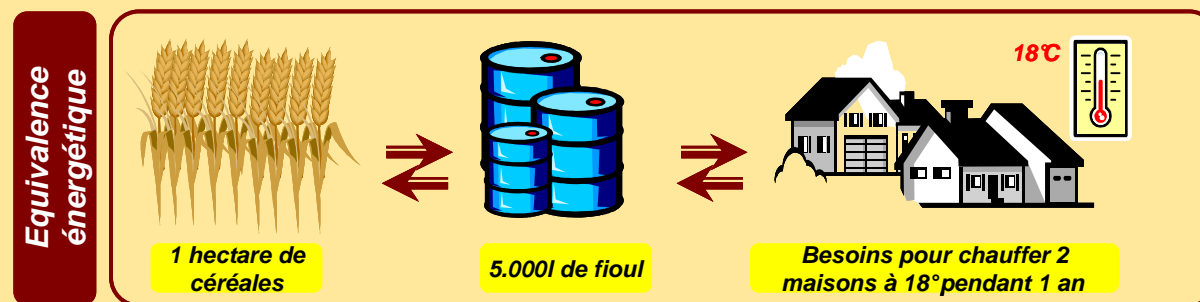 Equivalence
énergétique
18°C
1 hectare de
céréales
5.000l de fioul
Besoins pour chauffer 2
maisons à 18°pendant 1 an